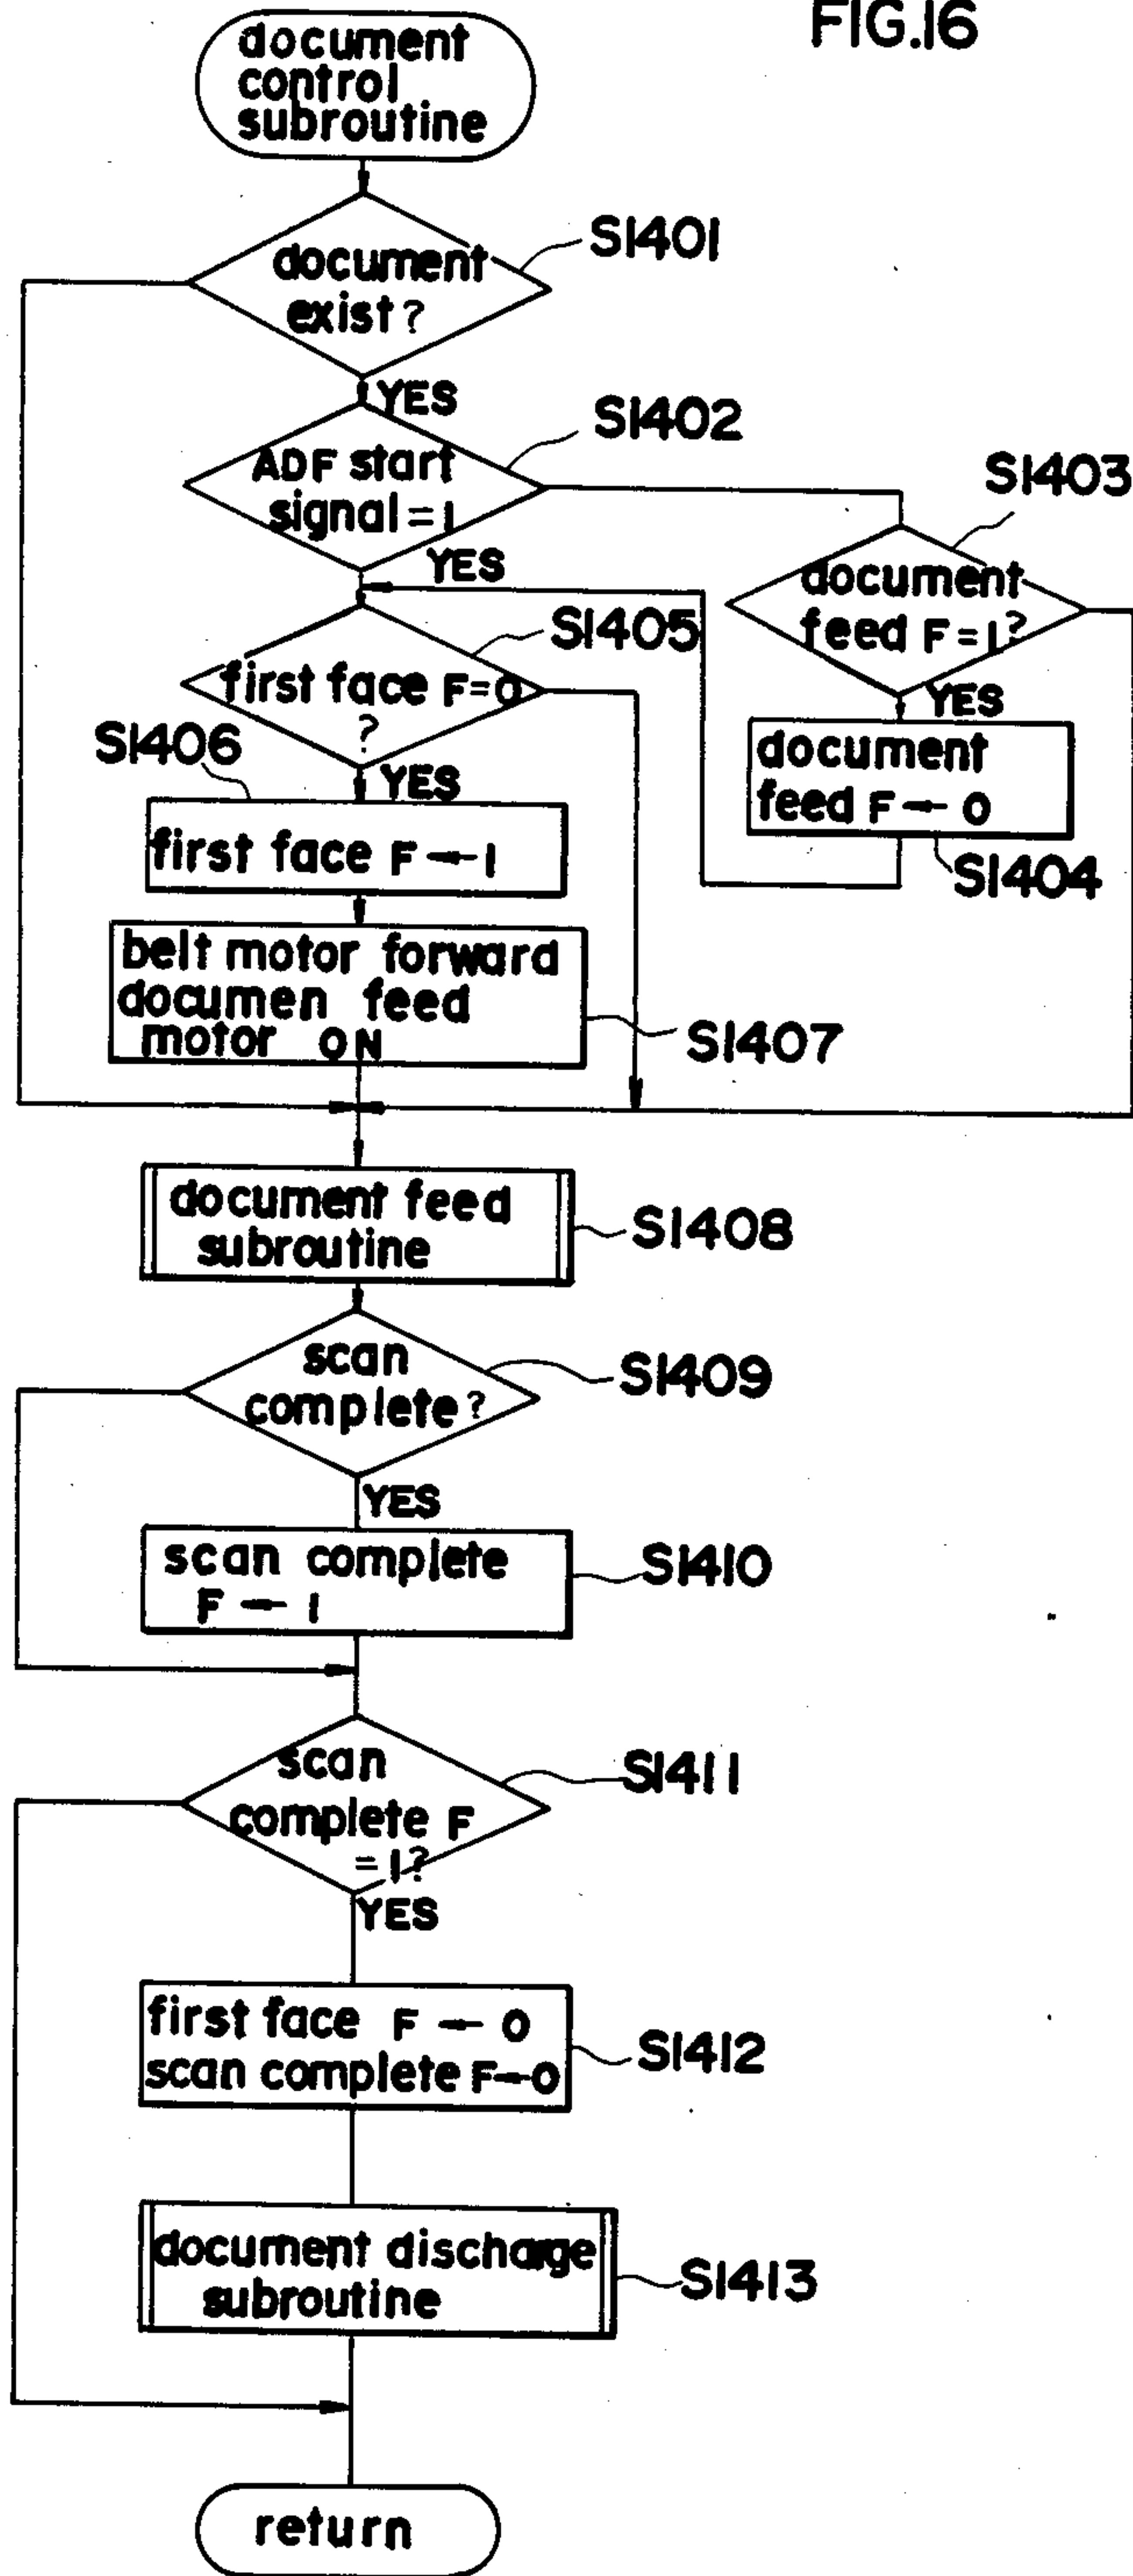 FIG.16
document
control
subroutine
document
exist?
S1401
YES
ADF start
signal=1
S1402
YES
S1403
document
feed F=1?
YES
document
feed F←0
S1404
first face F=0
?
S1405
YES
S1406
first face F←1
belt motor forward
documen feed
motor ON
S1407
document feed
subroutine
S1408
scan
complete?
S1409
YES
scan complete
F←1
S1410
scan
complete F
=1?
S1411
YES
first face F←0
scan complete F←0
S1412
document discharge
subroutine
S1413
return